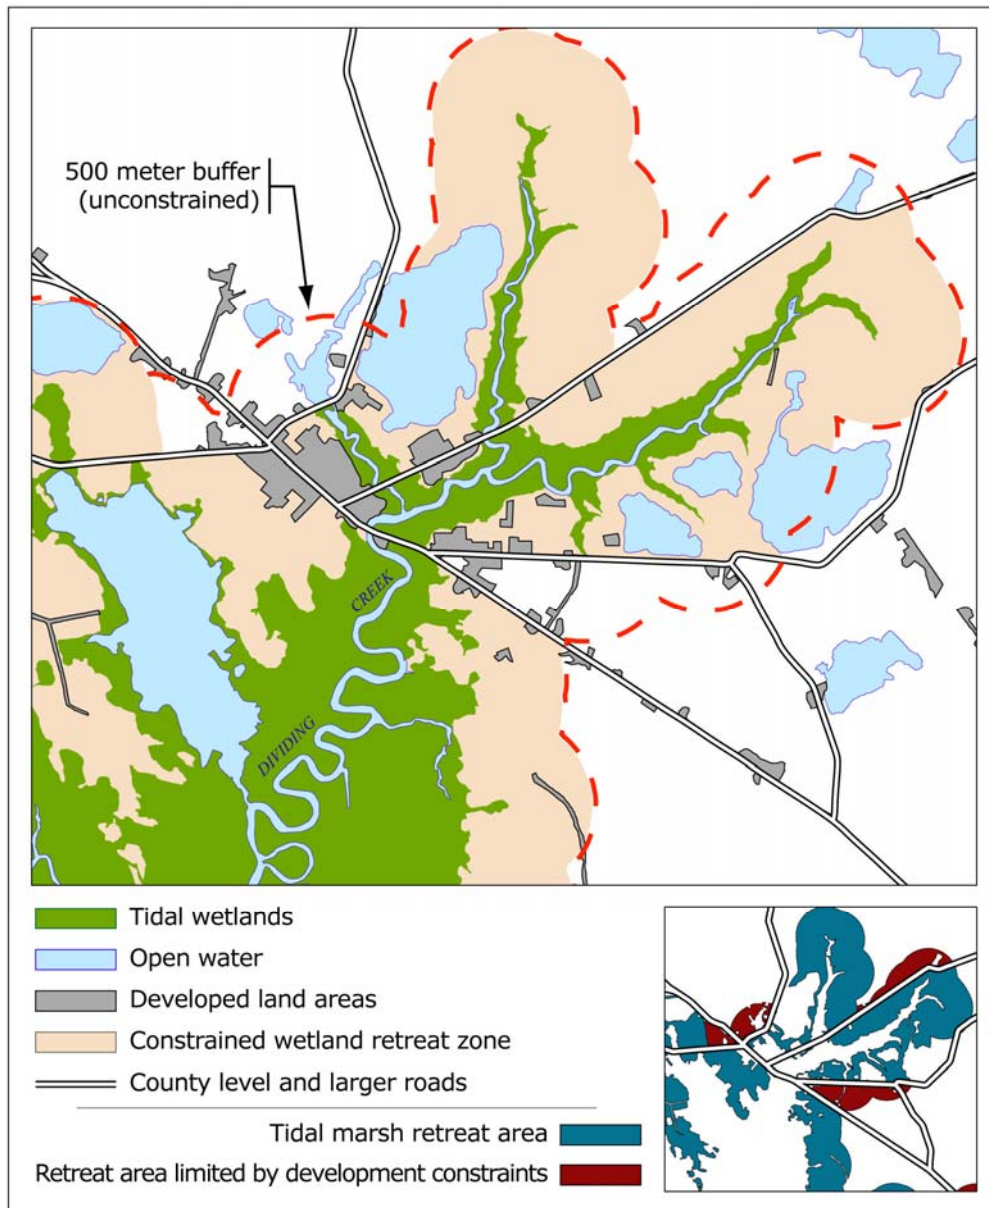 500 meter buffer
(unconstrained)
CREEK
DIVIDING
Tidal wetlands
Open water
Developed land areas
Constrained wetland retreat zone
County level and larger roads
Tidal marsh retreat area
Retreat area limited by development constraints